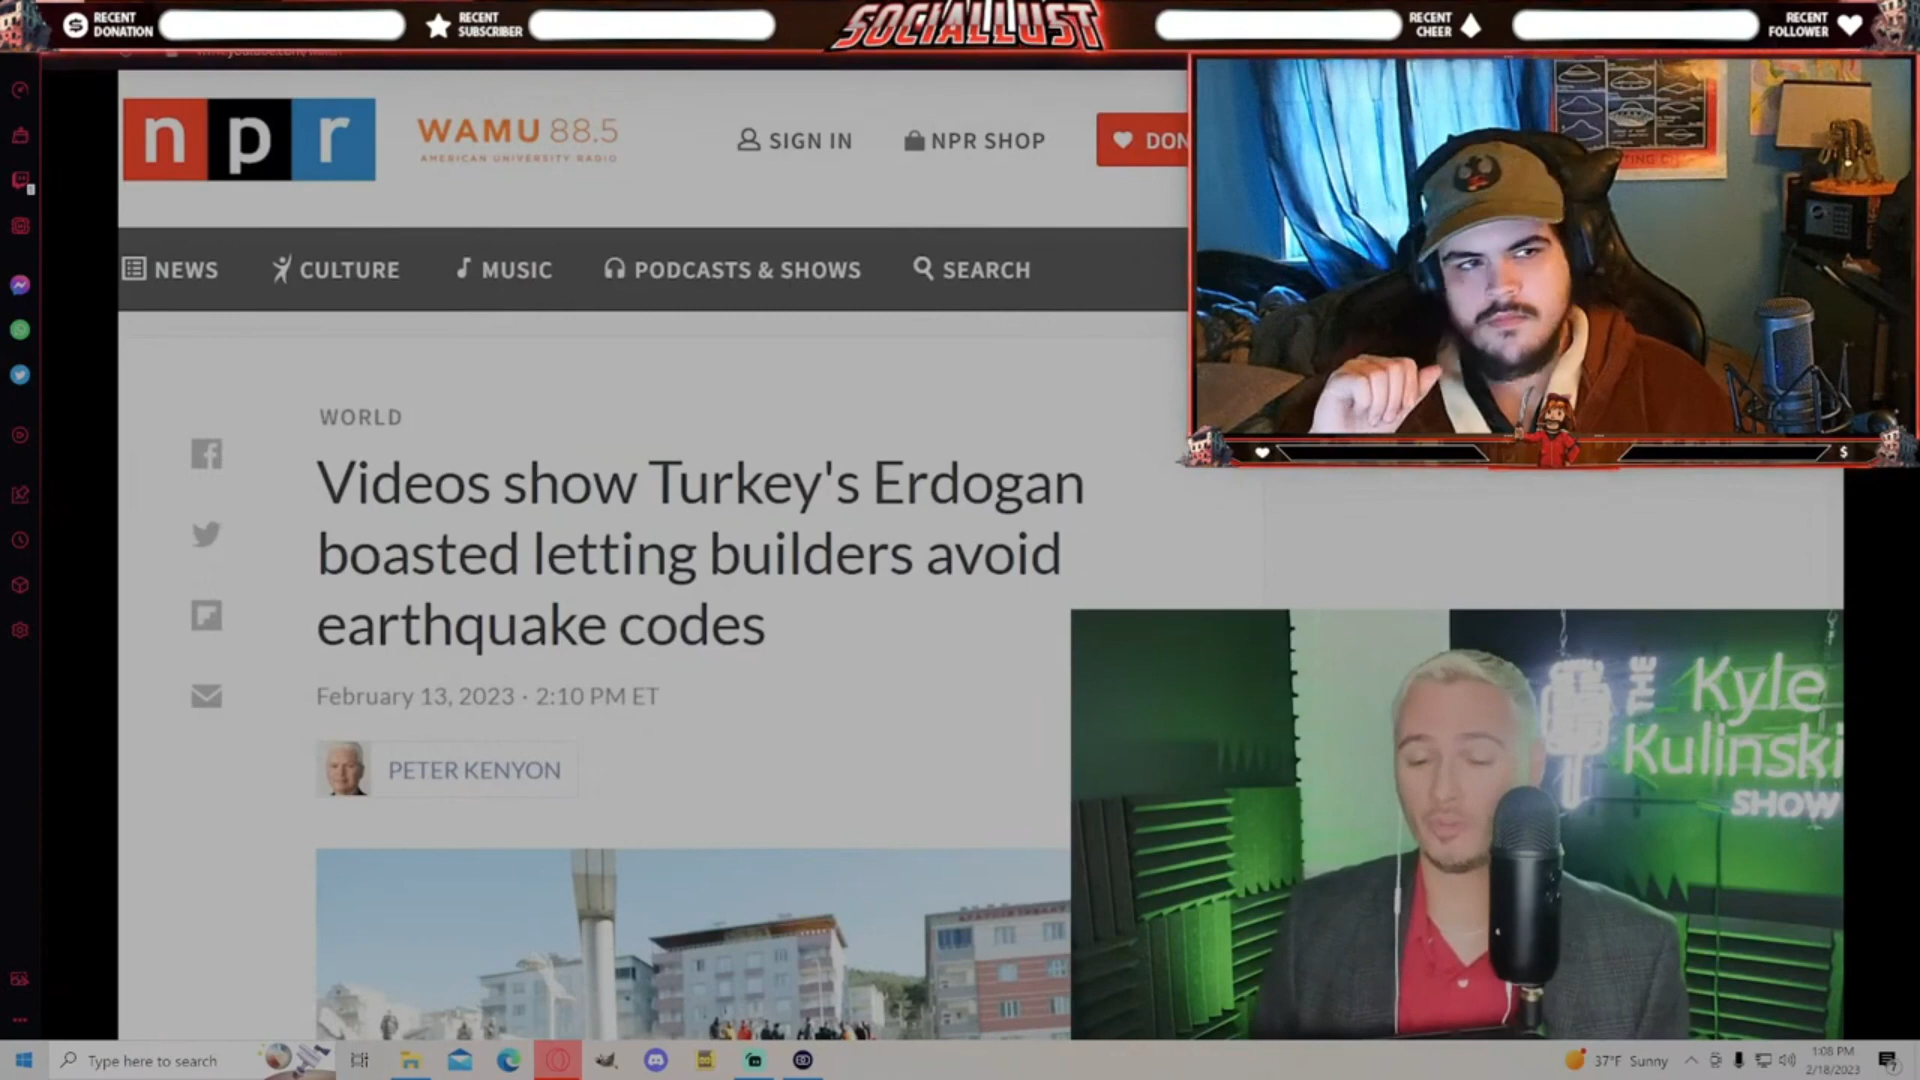 RECENT
DONATION
RECENT
SUBSCRIBER
SOCIALLUST
RECENT
CHEER
RECENT
FOLLOWER
npr
WAMU 88.5
AMERICAN UNIVERSITY RADIO
SIGN IN
NPR SHOP
DON
NEWS
CULTURE
MUSIC
PODCASTS & SHOWS
SEARCH
WORLD
Videos show Turkey's Erdogan
boasted letting builders avoid
earthquake codes
February 13, 2023 · 2:10 PM ET
PETER KENYON
THE
Kyle
Kulinski
SHOW
Type here to search
37°F Sunny
1:08 PM
2/18/2023